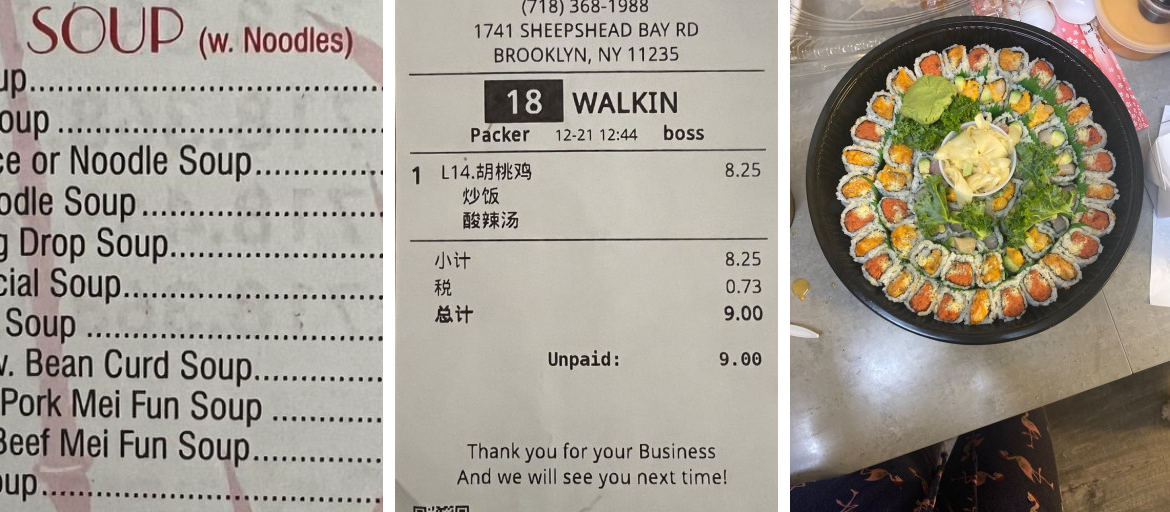 SOUP (w. Noodles)
up
oup
ce or Noodle Soup
odle Soup
g Drop Soup
cial Soup
Soup
v. Bean Curd Soup
Pork Mei Fun Soup
Beef Mei Fun Soup
oup
(718) 368-1988
1741 SHEEPSHEAD BAY RD
BROOKLYN, NY 11235
18 WALKIN
Packer 12-21 12:44 boss
1 L14.胡桃鸡 8.25
炒饭
酸辣汤
小计 8.25
税 0.73
总计 9.00
Unpaid: 9.00
Thank you for your Business
And we will see you next time!